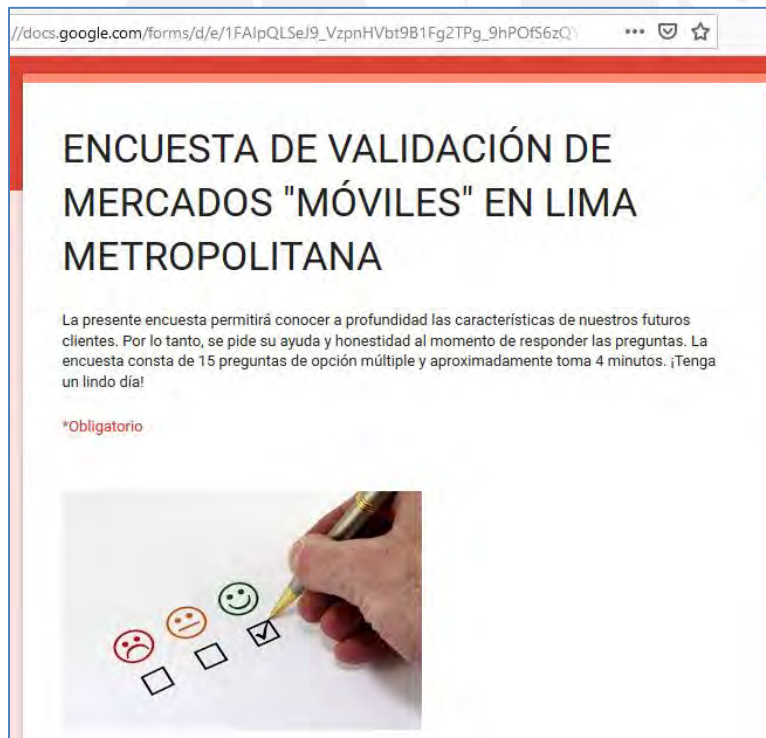 //docs.google.com/forms/d/e/1FAIpQLSeJ9_VzpnHVbt9B1Fg2TPg_9hPOfS6zQ
ENCUESTA DE VALIDACIÓN DE
MERCADOS "MÓVILES" EN LIMA
METROPOLITANA
La presente encuesta permitirá conocer a profundidad las características de nuestros futuros
clientes. Por lo tanto, se pide su ayuda y honestidad al momento de responder las preguntas. La
encuesta consta de 15 preguntas de opción múltiple y aproximadamente toma 4 minutos. ¡Tenga
un lindo día!
*Obligatorio